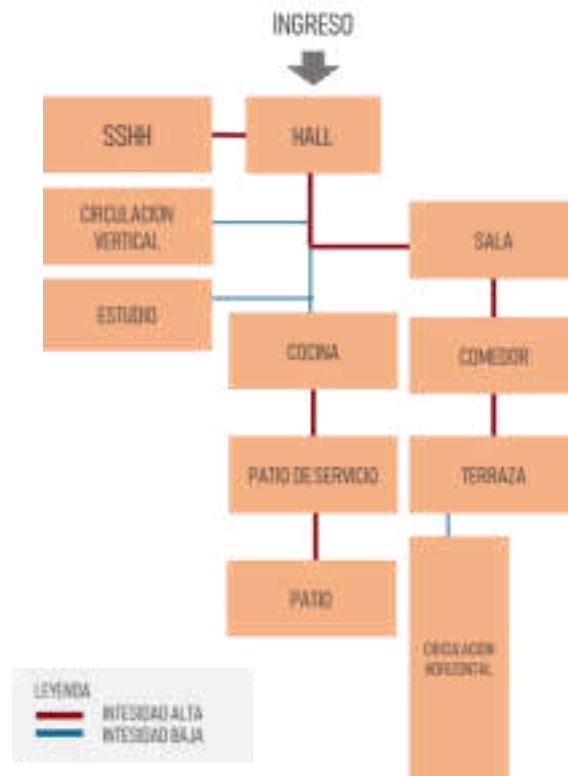 INGRESO
SSHH
HALL
CIRCULACION
VERTICAL
SALA
ESTUDIO
COCINA
COMEDOR
PATIO DE SERVICIO
TERRAZA
PATIO
CIRCULACION
HORIZONTAL
LEYENDA
INTESIDAD ALTA
INTESIDAD BAJA